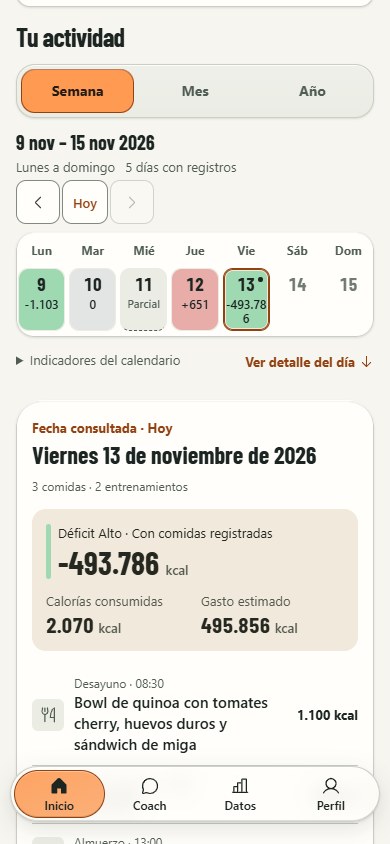 Tu actividad
Semana Mes Año
9 nov – 15 nov 2026
Lunes a domingo 5 días con registros
Hoy
Lun Mar Mié Jue Vie Sáb Dom
9 10 11 12 13 14 15
-1.103 0 Parcial +651 -493.78
6
Indicadores del calendario Ver detalle del día ↓
Fecha consultada · Hoy
Viernes 13 de noviembre de 2026
3 comidas · 2 entrenamientos
Déficit Alto · Con comidas registradas
-493.786 kcal
Calorías consumidas Gasto estimado
2.070 kcal 495.856 kcal
Desayuno · 08:30
Bowl de quinoa con tomates
cherry, huevos duros y
sándwich de miga
1.100 kcal
Inicio Coach Datos Perfil
Almuerzo · 13:00